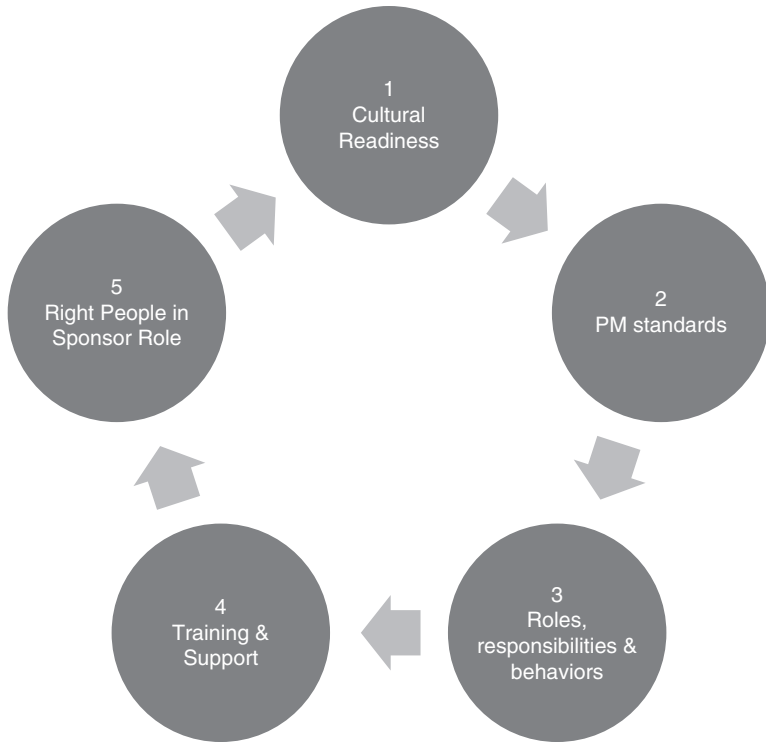 1
Cultural
Readiness
2
PM standards
3
Roles,
responsibilities &
behaviors
4
Training &
Support
5
Right People in
Sponsor Role